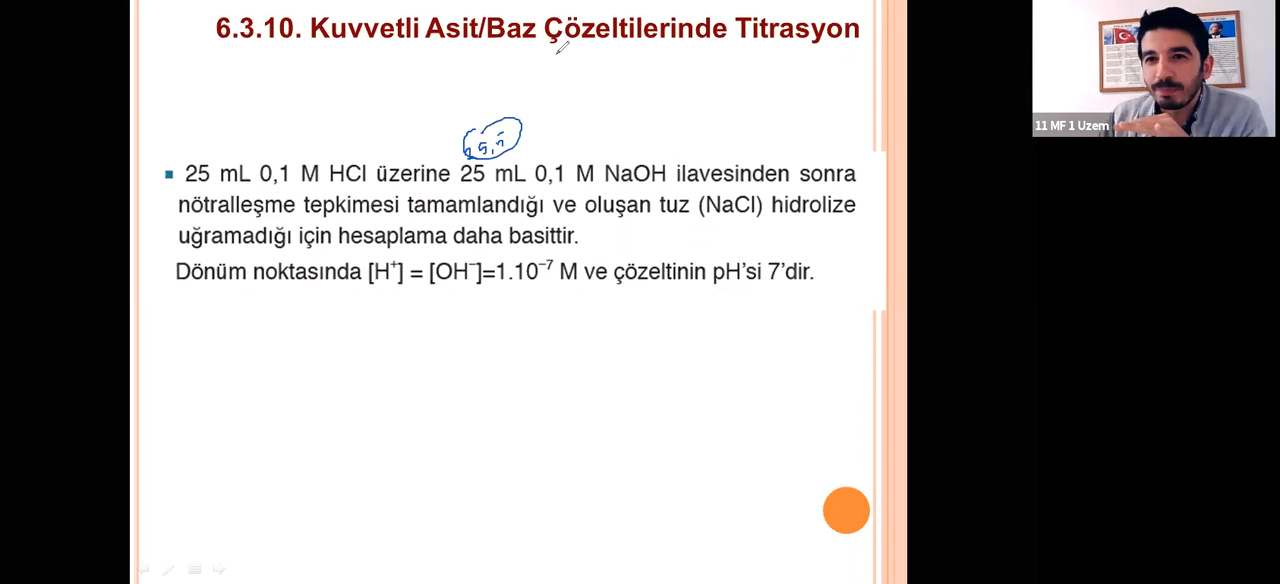 6.3.10. Kuvvetli Asit/Baz Çözeltilerinde Titrasyon
11 MF 1 Uzem
25 mL 0,1 M HCl üzerine 25 mL 0,1 M NaOH ilavesinden sonra
nötralleşme tepkimesi tamamlandığı ve oluşan tuz (NaCl) hidrolize
uğramadığı için hesaplama daha basittir.
Dönüm noktasında [H⁺] = [OH⁻]=1.10⁻⁷ M ve çözeltinin pH’si 7’dir.